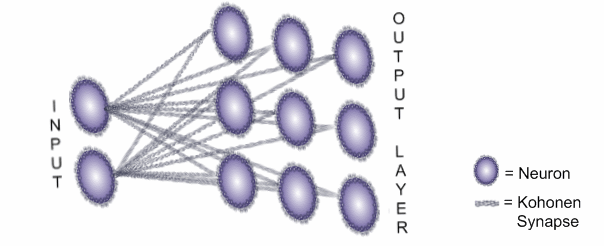 INPUT
OUTPUT LAYER
= Neuron
= Kohonen
Synapse